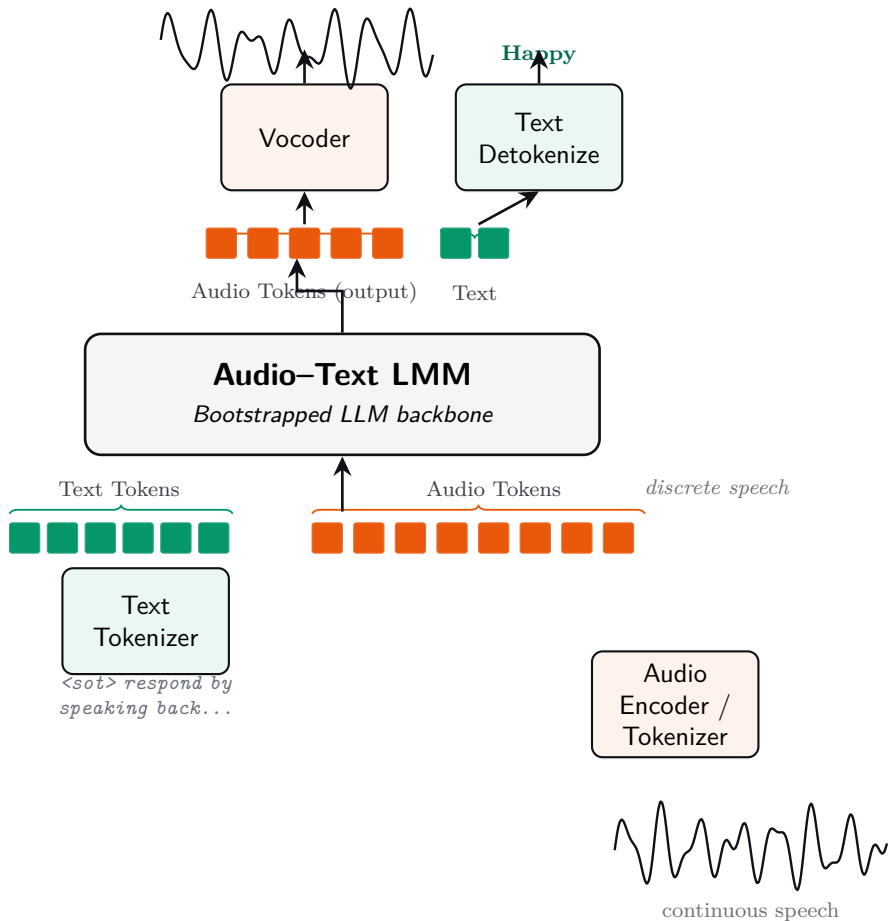 Happy
Vocoder
Text
Detokenize
Audio Tokens (output)
Text
Audio–Text LMM
Bootstrapped LLM backbone
Text Tokens
Audio Tokens
discrete speech
Text
Tokenizer
<sot> respond by
speaking back...
Audio
Encoder /
Tokenizer
continuous speech